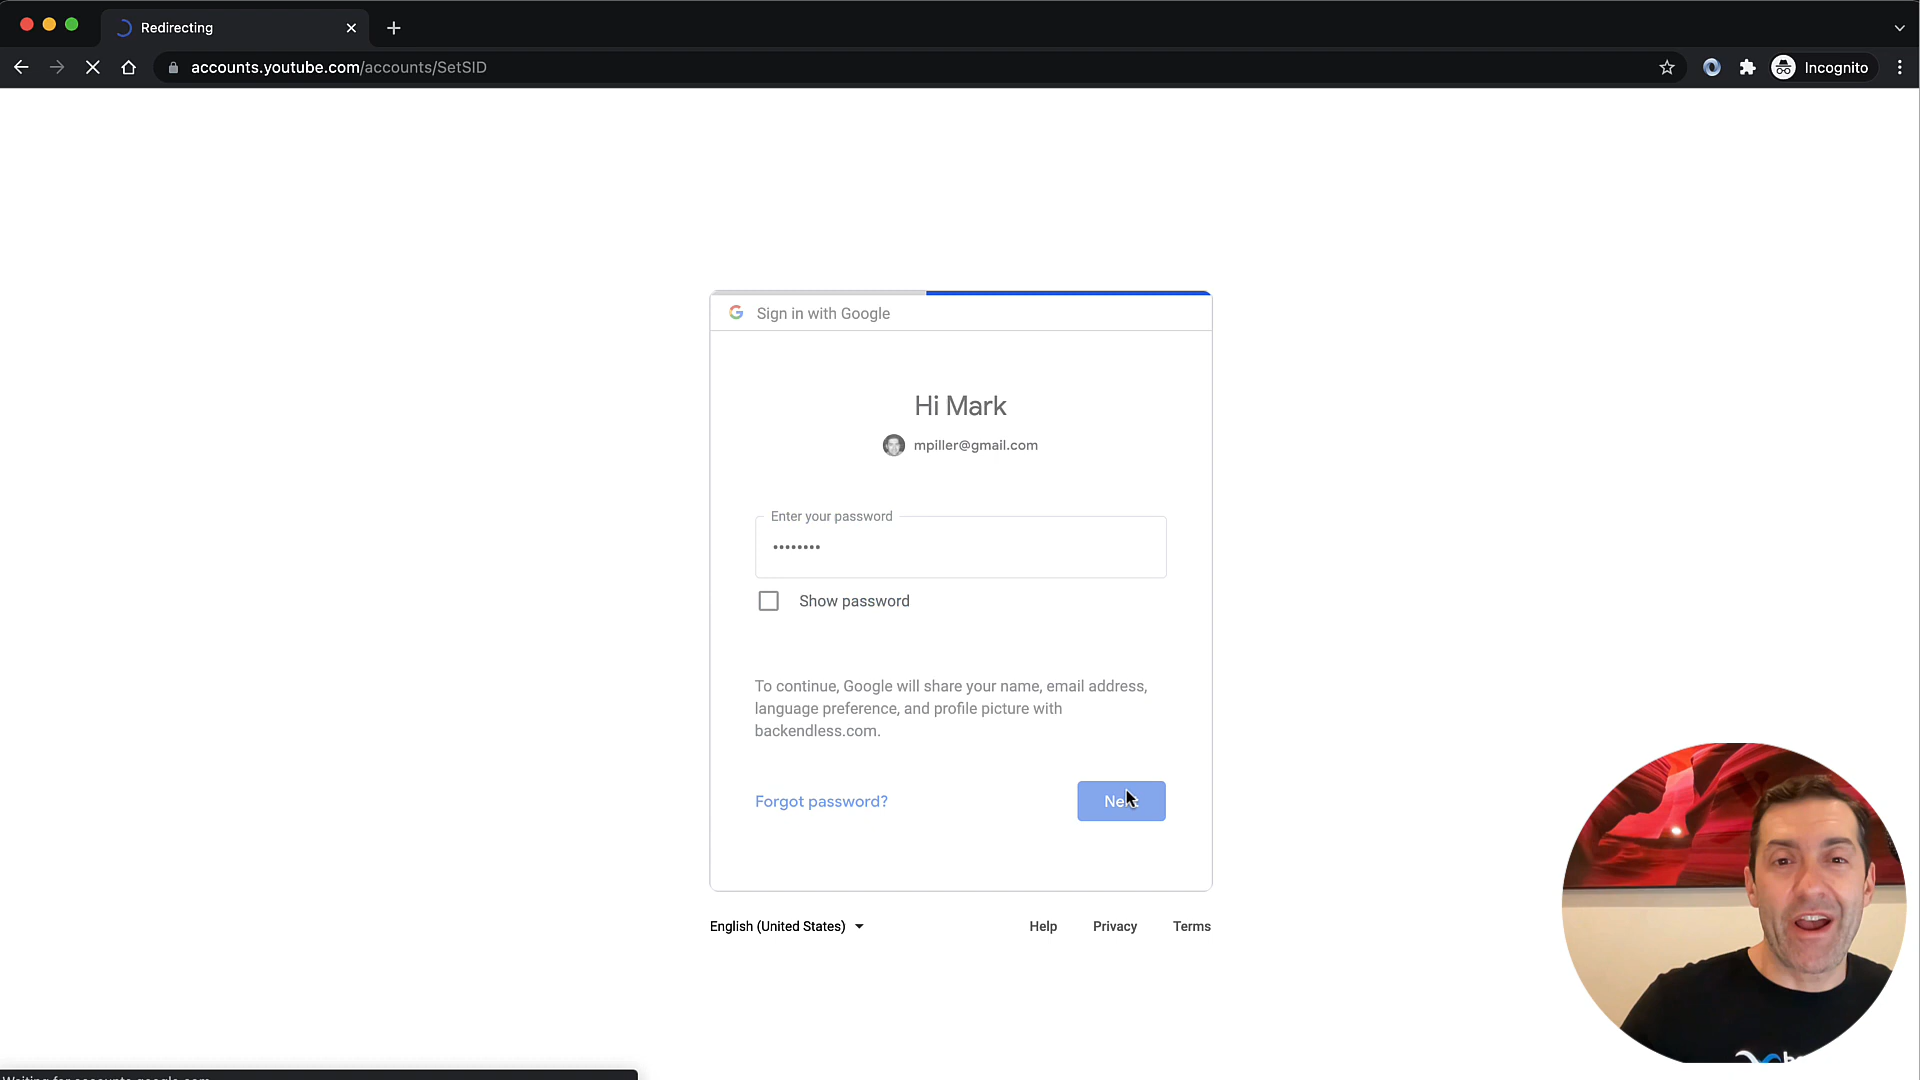 Redirecting
accounts.youtube.com/accounts/SetSID
Incognito
Sign in with Google
Hi Mark
mpiller@gmail.com
Enter your password
••••••••
Show password
To continue, Google will share your name, email address,
language preference, and profile picture with
backendless.com.
Forgot password?
English (United States)
Help
Privacy
Terms